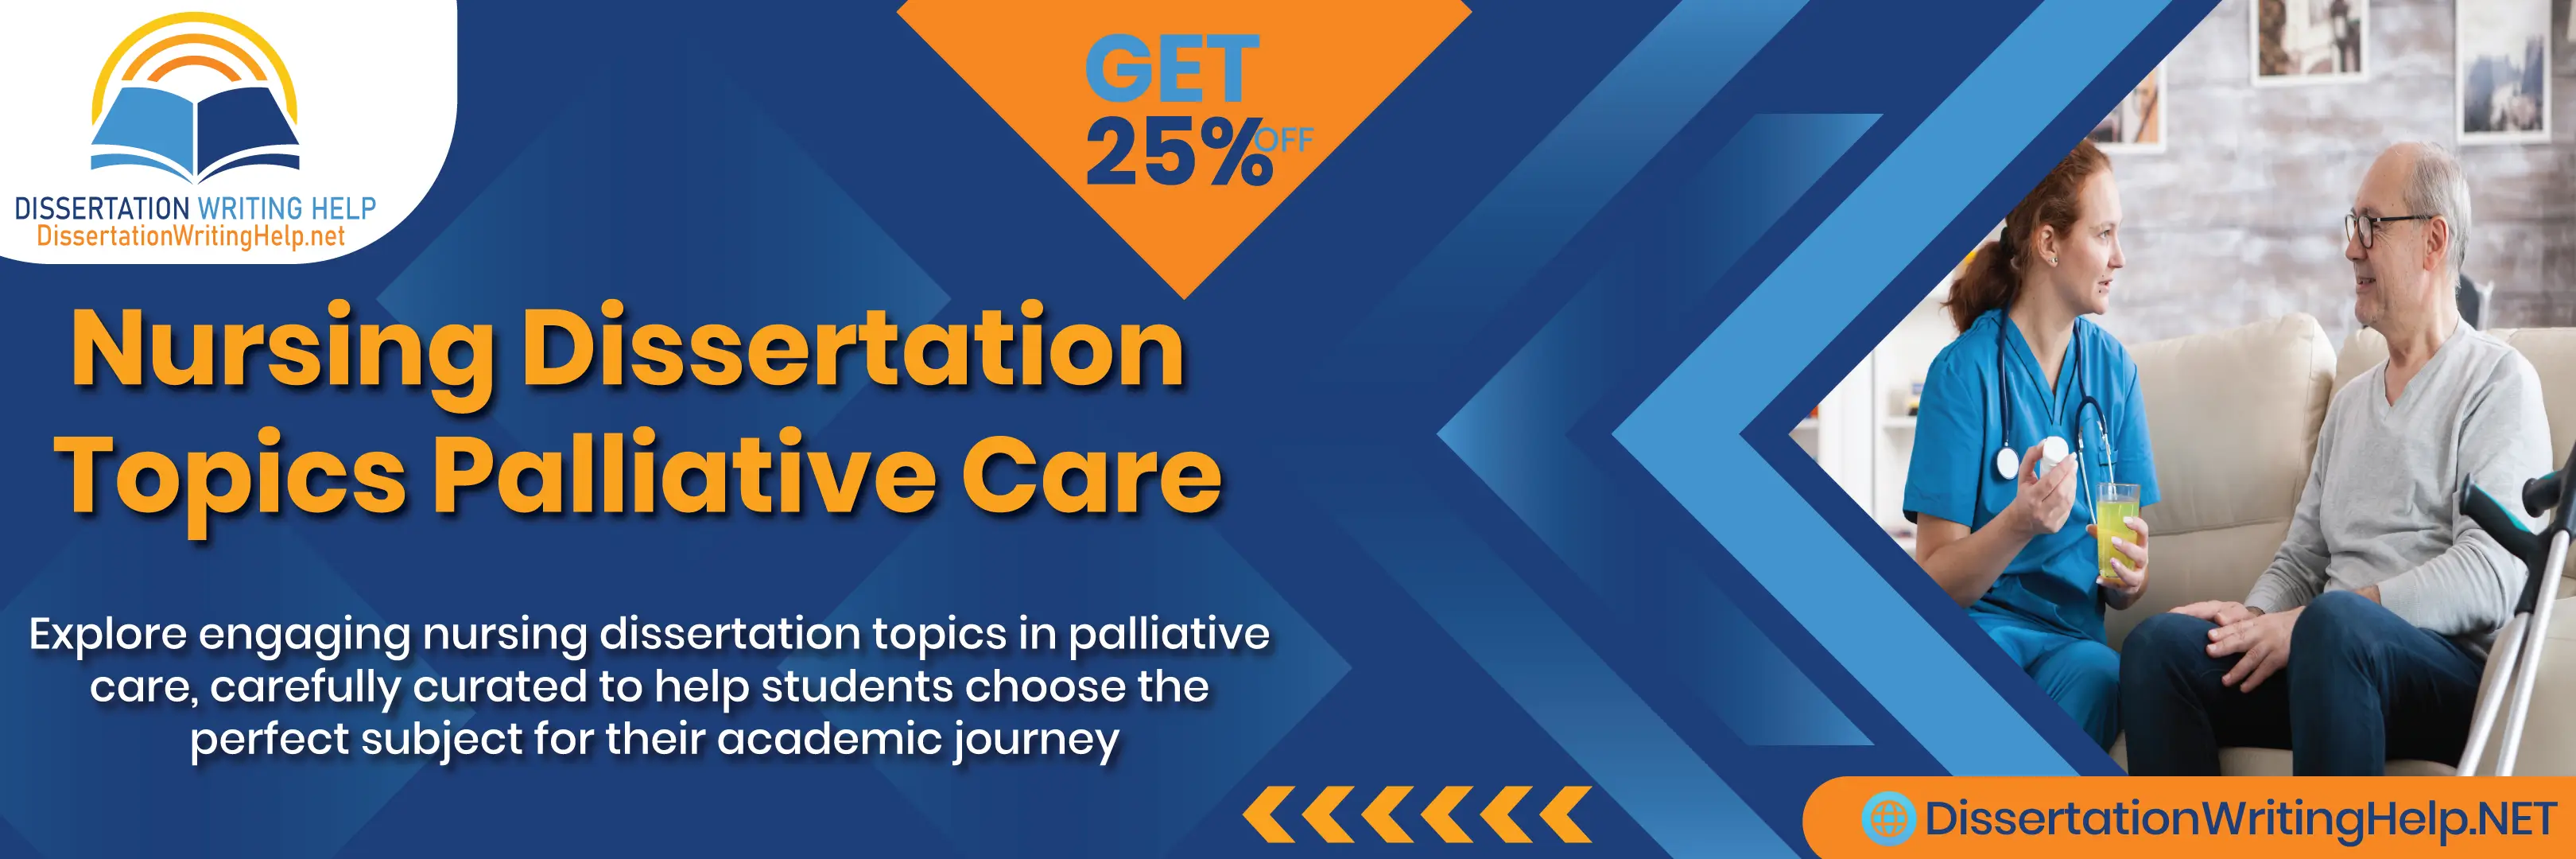 DISSERTATION WRITING HELP
DissertationWritingHelp.net
GET
25% OFF
Nursing Dissertation
Topics Palliative Care
Explore engaging nursing dissertation topics in palliative
care, carefully curated to help students choose the
perfect subject for their academic journey
DissertationWritingHelp.NET